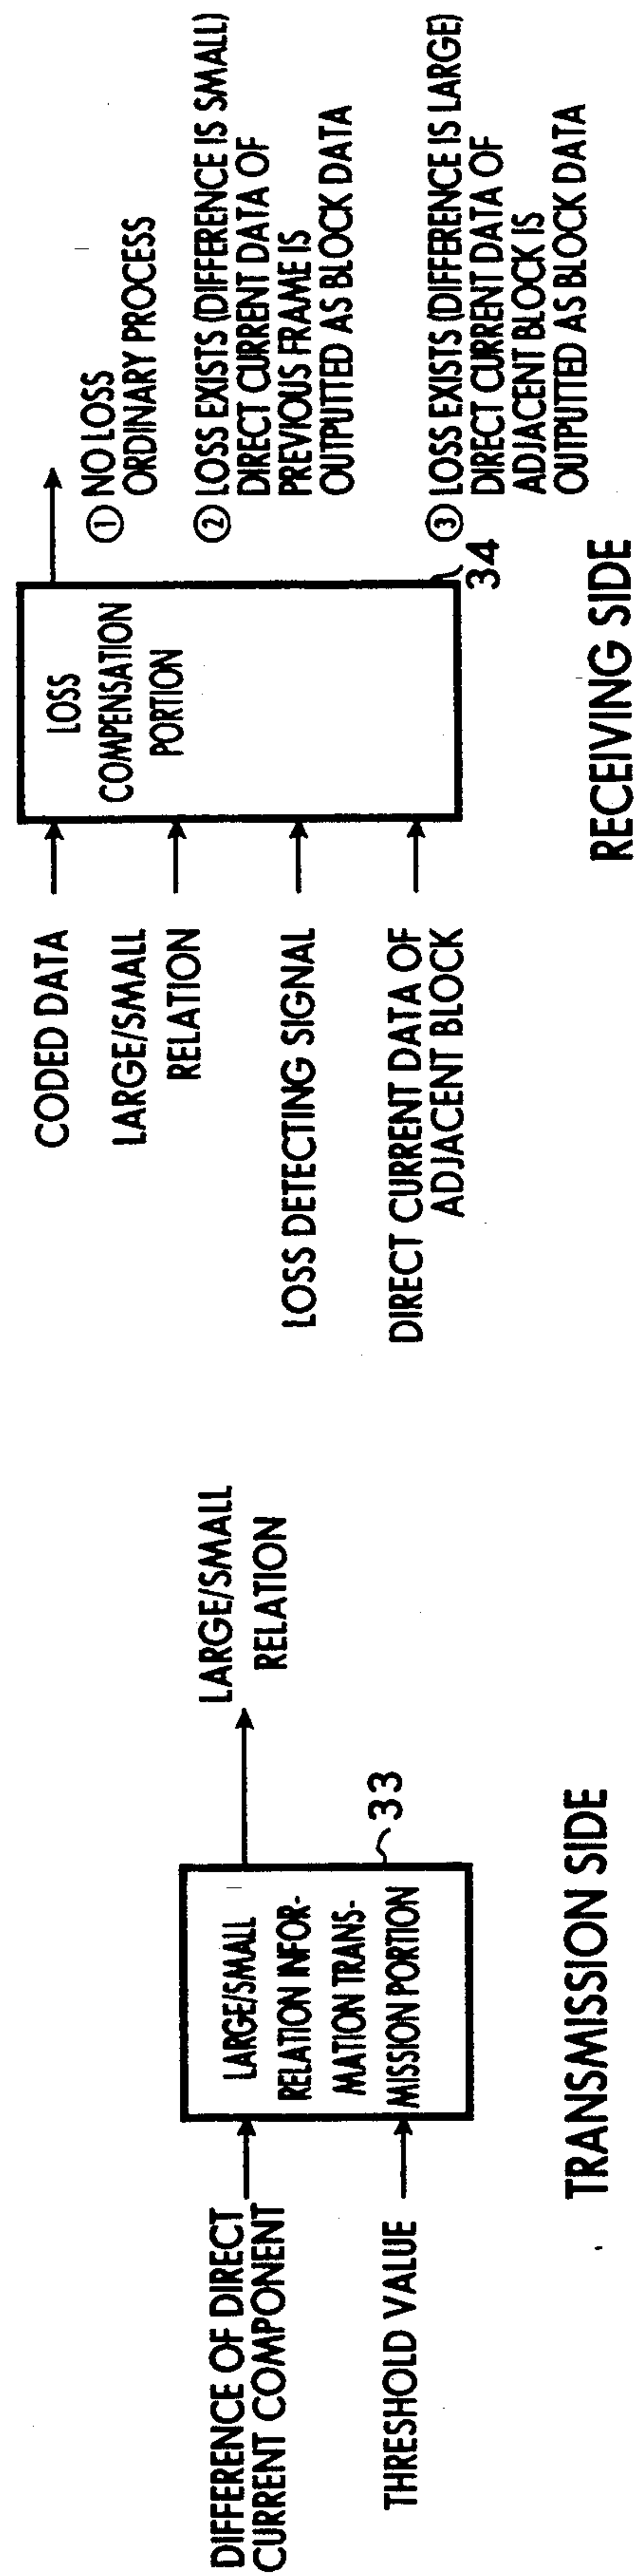 DIFFERENCE OF DIRECT
CURRENT COMPONENT
THRESHOLD VALUE
LARGE/SMALL
RELATION INFOR-
MATION TRANS-
MISSION PORTION
33
LARGE/SMALL
RELATION
TRANSMISSION SIDE
CODED DATA
LARGE/SMALL
RELATION
LOSS DETECTING SIGNAL
DIRECT CURRENT DATA OF
ADJACENT BLOCK
LOSS
COMPENSATION
PORTION
34
① NO LOSS
ORDINARY PROCESS
② LOSS EXISTS (DIFFERENCE IS SMALL)
DIRECT CURRENT DATA OF
PREVIOUS FRAME IS
OUTPUTTED AS BLOCK DATA
③ LOSS EXISTS (DIFFERENCE IS LARGE)
DIRECT CURRENT DATA OF
ADJACENT BLOCK IS
OUTPUTTED AS BLOCK DATA
RECEIVING SIDE